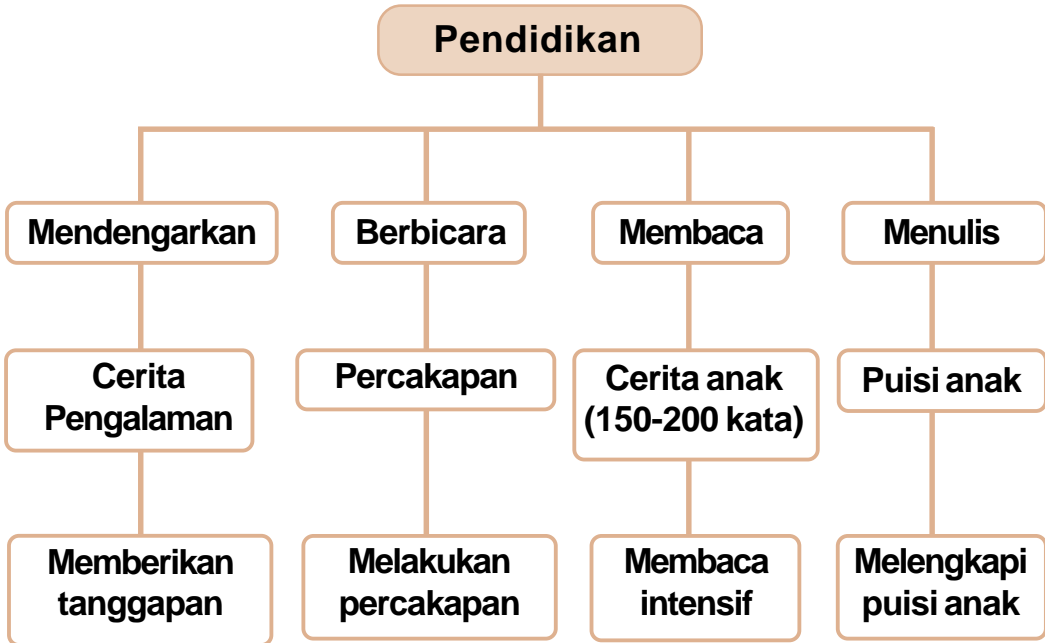 Pendidikan
Mendengarkan
Berbicara
Membaca
Menulis
Cerita
Pengalaman
Percakapan
Cerita anak
(150-200 kata)
Puisi anak
Memberikan
tanggapan
Melakukan
percakapan
Membaca
intensif
Melengkapi
puisi anak